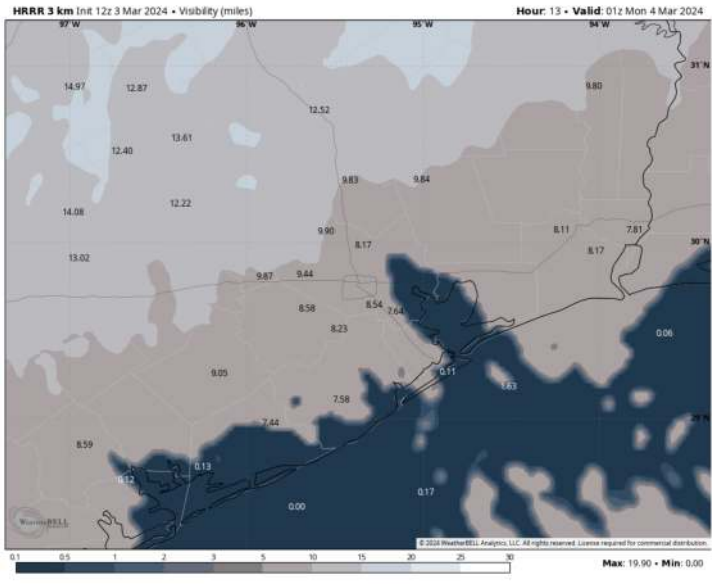 HRRR 3 km Init 12z 3 Mar 2024 • Visibility (miles)
Hour: 13 • Valid: 01z Mon 4 Mar 2024
97°W 96°W 95°W 94°W
31°N
14.97 12.87 9.80
12.52
13.61
12.40
9.83 9.84
12.22
14.08
9.90 8.11 7.81
30°N
8.17 8.17
13.02
9.87 9.44
8.58 8.54 7.64
8.23 0.06
9.05 0.11 1.63
7.58
7.44 29°N
8.59
0.13
0.12
0.17
0.00
WeatherBELL
© 2024 WeatherBELL Analytics, LLC. All rights reserved. License required for commercial distribution.
0.1 0.5 1 2 3 5 10 15 20 25 30
Max: 19.90 • Min: 0.00